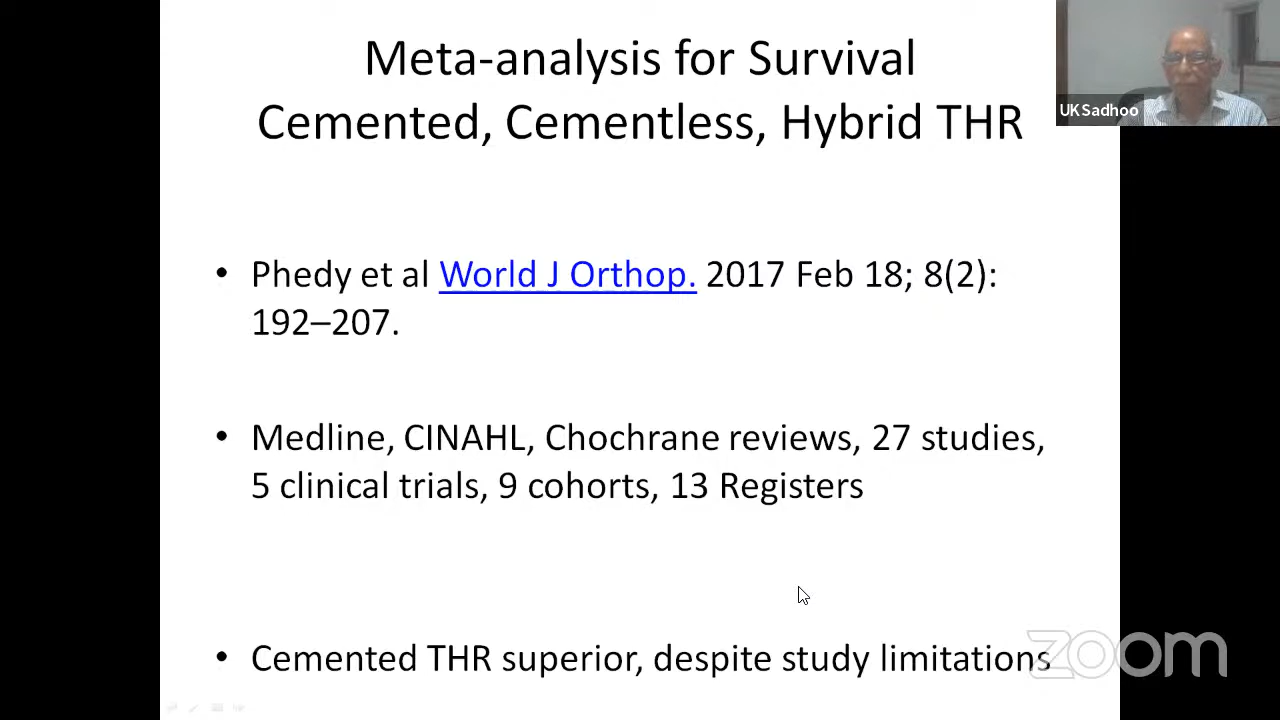 Meta-analysis for Survival
Cemented, Cementless, Hybrid THR
UKSadhoo
• Phedy et al World J Orthop. 2017 Feb 18; 8(2):
192–207.
• Medline, CINAHL, Chochrane reviews, 27 studies,
5 clinical trials, 9 cohorts, 13 Registers
• Cemented THR superior, despite study limitations
zoom